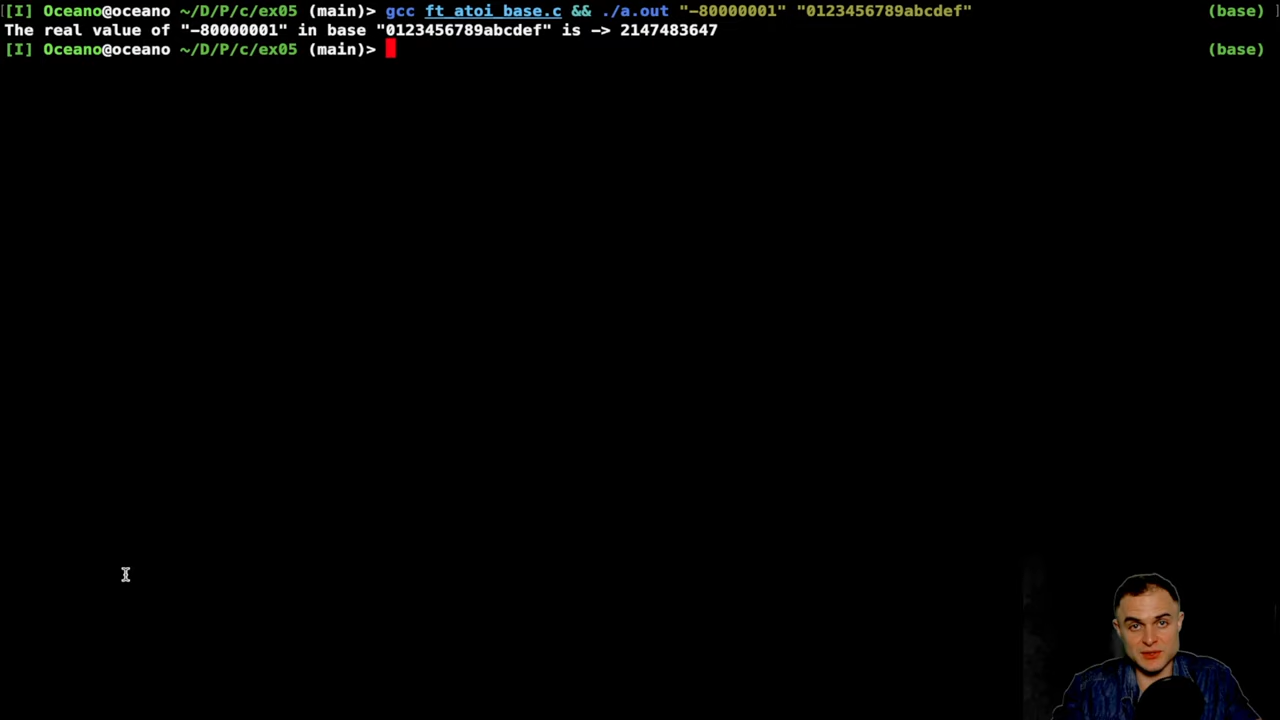 [I] Oceano@oceano ~/D/P/c/ex05 (main)> gcc ft_atoi_base.c && ./a.out "-80000001" "0123456789abcdef" (base)
The real value of "-80000001" in base "0123456789abcdef" is -> 2147483647
[I] Oceano@oceano ~/D/P/c/ex05 (main)> (base)